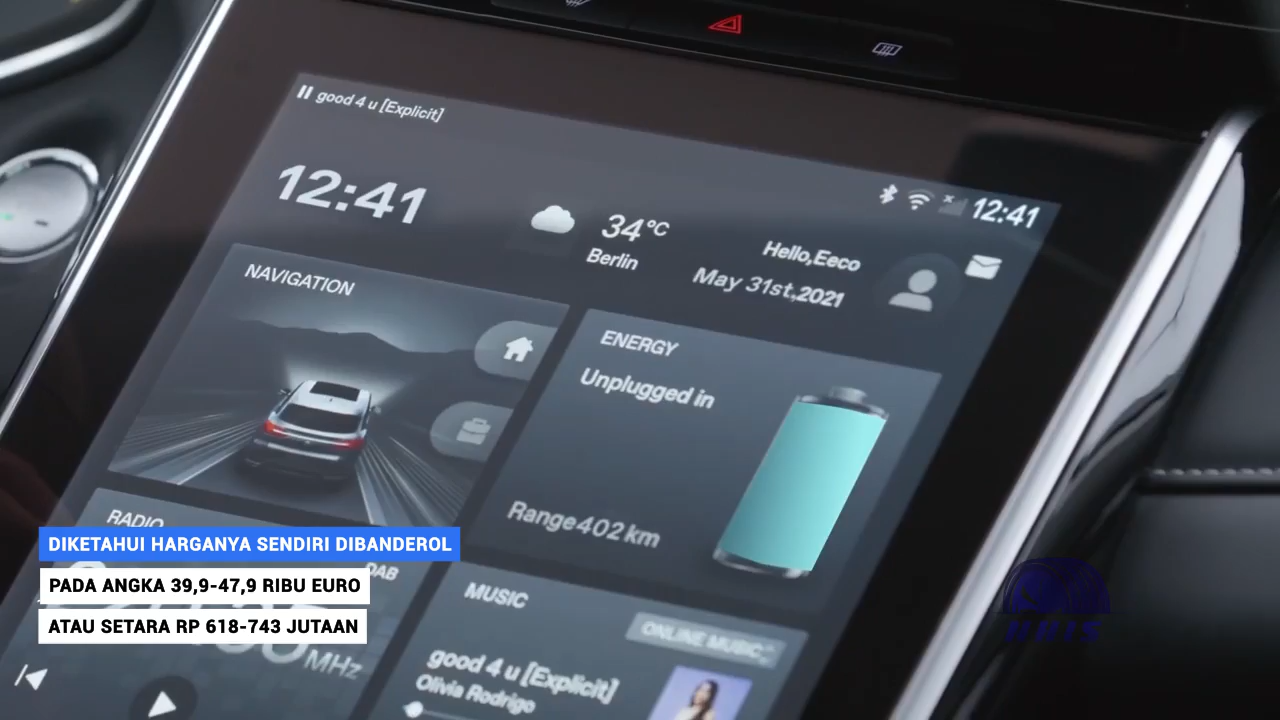 good 4 u [Explicit]
12:41
12:41
34°C
Berlin
Hello,Eeco
May 31st,2021
NAVIGATION
ENERGY
Unplugged in
Range402 km
RADIO
DAB
MHz
MUSIC
ONLINE MUSIC
good 4 u [Explicit]
Olivia Rodrigo
DIKETAHUI HARGANYA SENDIRI DIBANDEROL
PADA ANGKA 39,9-47,9 RIBU EURO
ATAU SETARA RP 618-743 JUTAAN